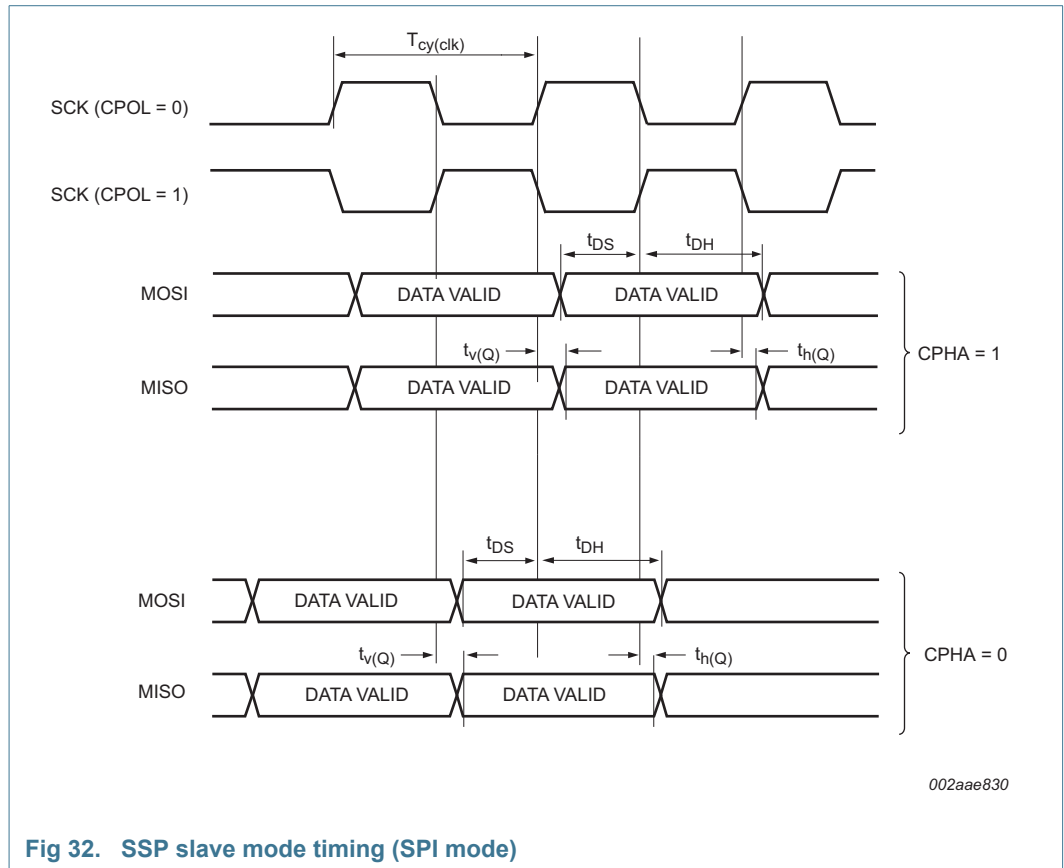 Tcy(clk)
SCK (CPOL = 0)
SCK (CPOL = 1)
tDS tDH
MOSI DATA VALID DATA VALID
tv(Q) th(Q)
CPHA = 1
MISO DATA VALID DATA VALID
tDS tDH
MOSI DATA VALID DATA VALID
tv(Q) th(Q)
CPHA = 0
MISO DATA VALID DATA VALID
002aae830
Fig 32. SSP slave mode timing (SPI mode)